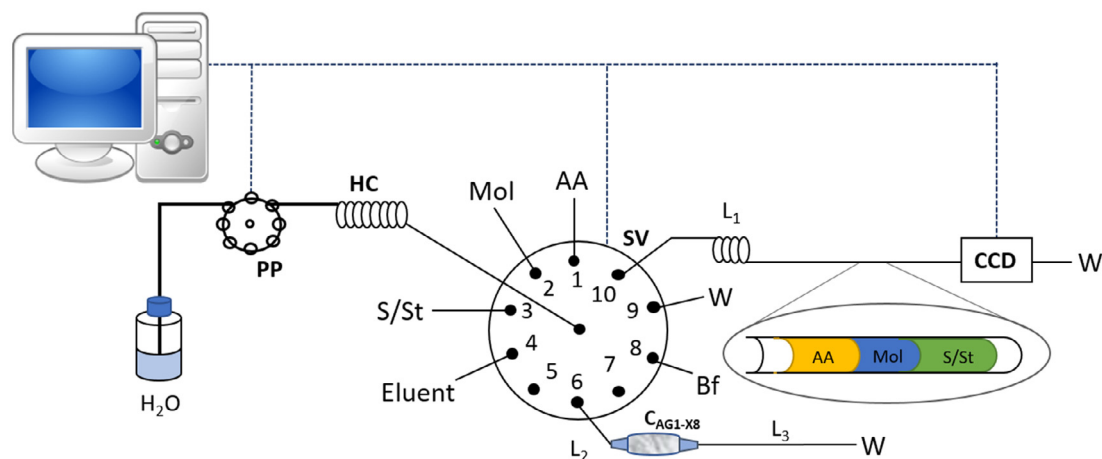 HC
Mol
AA
L₁
SV
PP
CCD
W
1
2
10
S/St
3
9
W
4
8
Eluent
5
6
7
Bf
AA
Mol
S/St
H₂O
L₂
C_AG1-X8
L₃
W